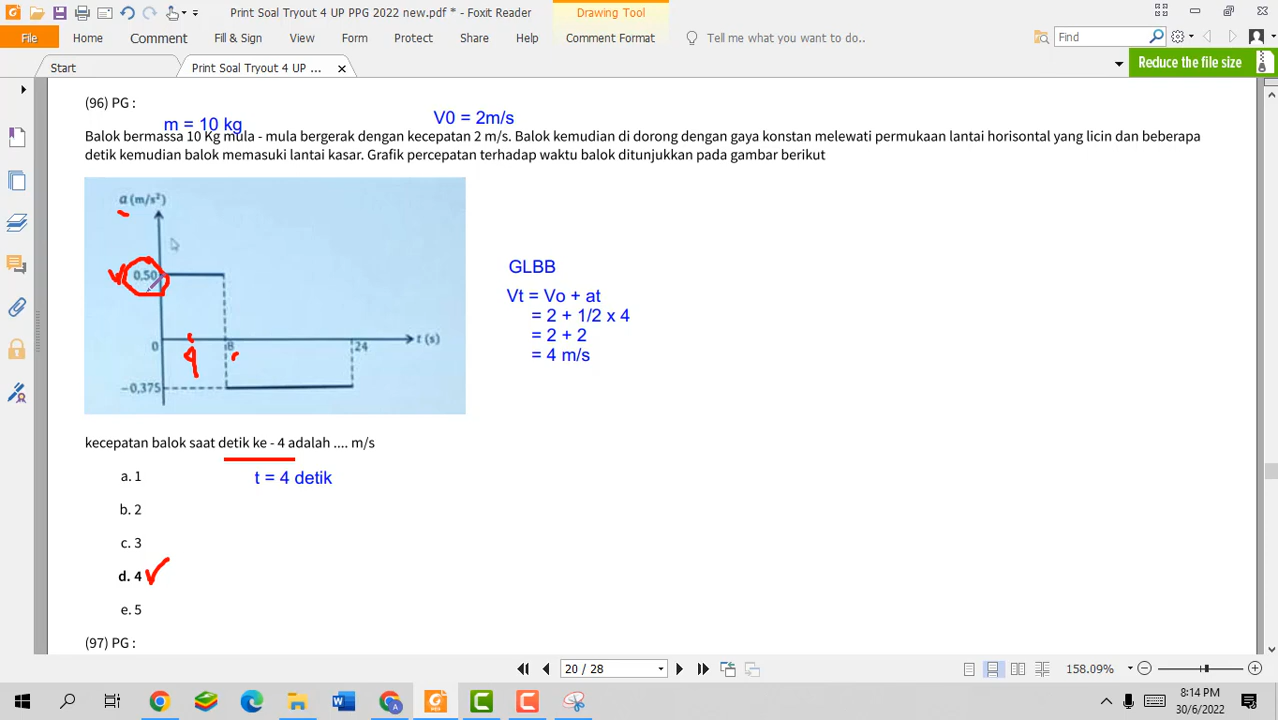 Print Soal Tryout 4 UP PPG 2022 new.pdf * - Foxit Reader
Drawing Tool
File
Home
Comment
Fill & Sign
View
Form
Protect
Share
Help
Comment Format
Tell me what you want to do..
Find
Start
Print Soal Tryout 4 UP ...
Reduce the file size
(96) PG :
m = 10 kg
V0 = 2m/s
Balok bermassa 10 Kg mula - mula bergerak dengan kecepatan 2 m/s. Balok kemudian di dorong dengan gaya konstan melewati permukaan lantai horisontal yang licin dan beberapa
detik kemudian balok memasuki lantai kasar. Grafik percepatan terhadap waktu balok ditunjukkan pada gambar berikut
a (m/s²)
0,50
0
4
8
24
t (s)
−0,375
GLBB
Vt = Vo + at
= 2 + 1/2 x 4
= 2 + 2
= 4 m/s
kecepatan balok saat detik ke - 4 adalah .... m/s
a. 1
t = 4 detik
b. 2
c. 3
d. 4
e. 5
(97) PG :
20 / 28
158.09%
8:14 PM
30/6/2022